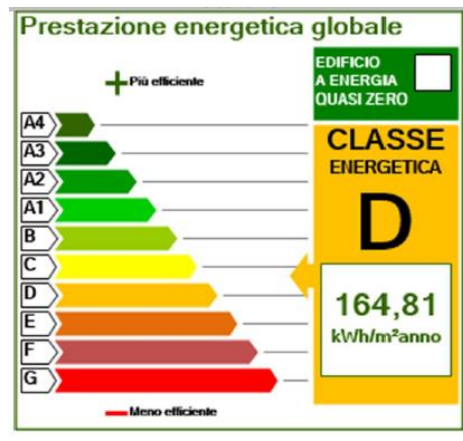 Prestazione energetica globale
Più efficiente
EDIFICIO
A ENERGIA
QUASI ZERO
A4
A3
A2
A1
B
C
D
E
F
G
Meno efficiente
CLASSE
ENERGETICA
D
164,81
kWh/m²anno